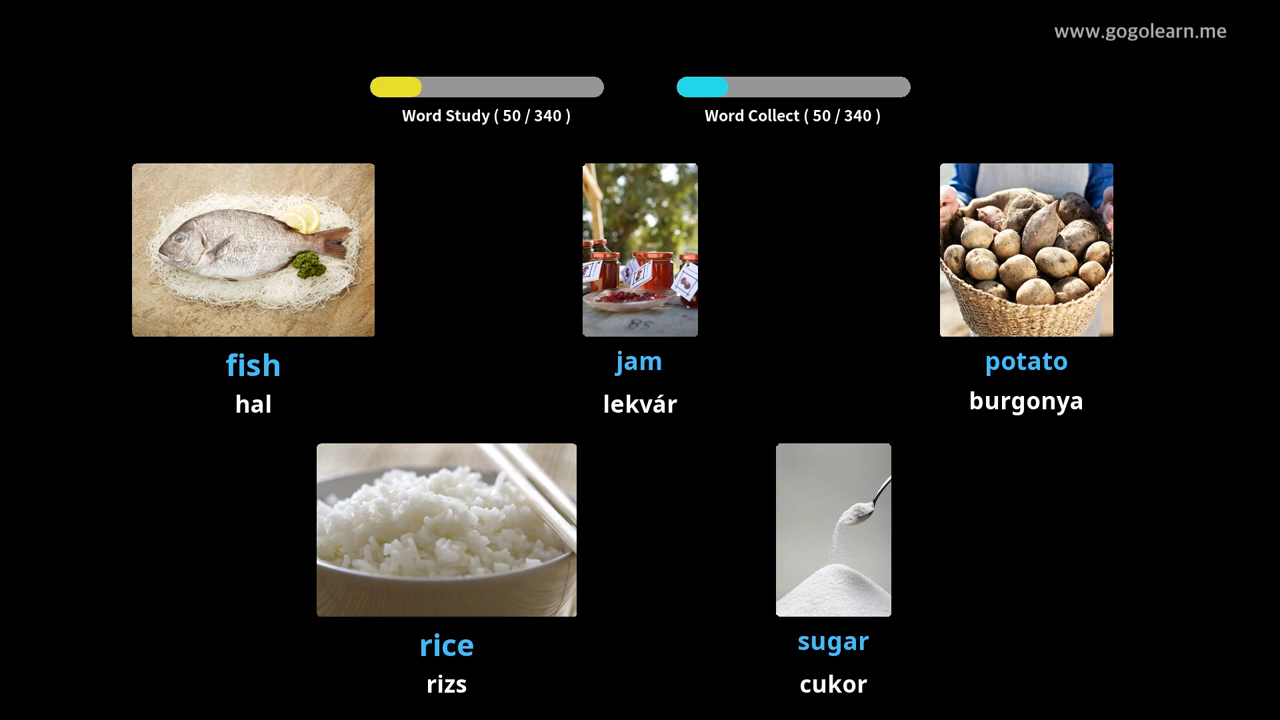 www.gogolearn.me
Word Study ( 50 / 340 )
Word Collect ( 50 / 340 )
fish
hal
jam
lekvár
potato
burgonya
rice
rizs
sugar
cukor